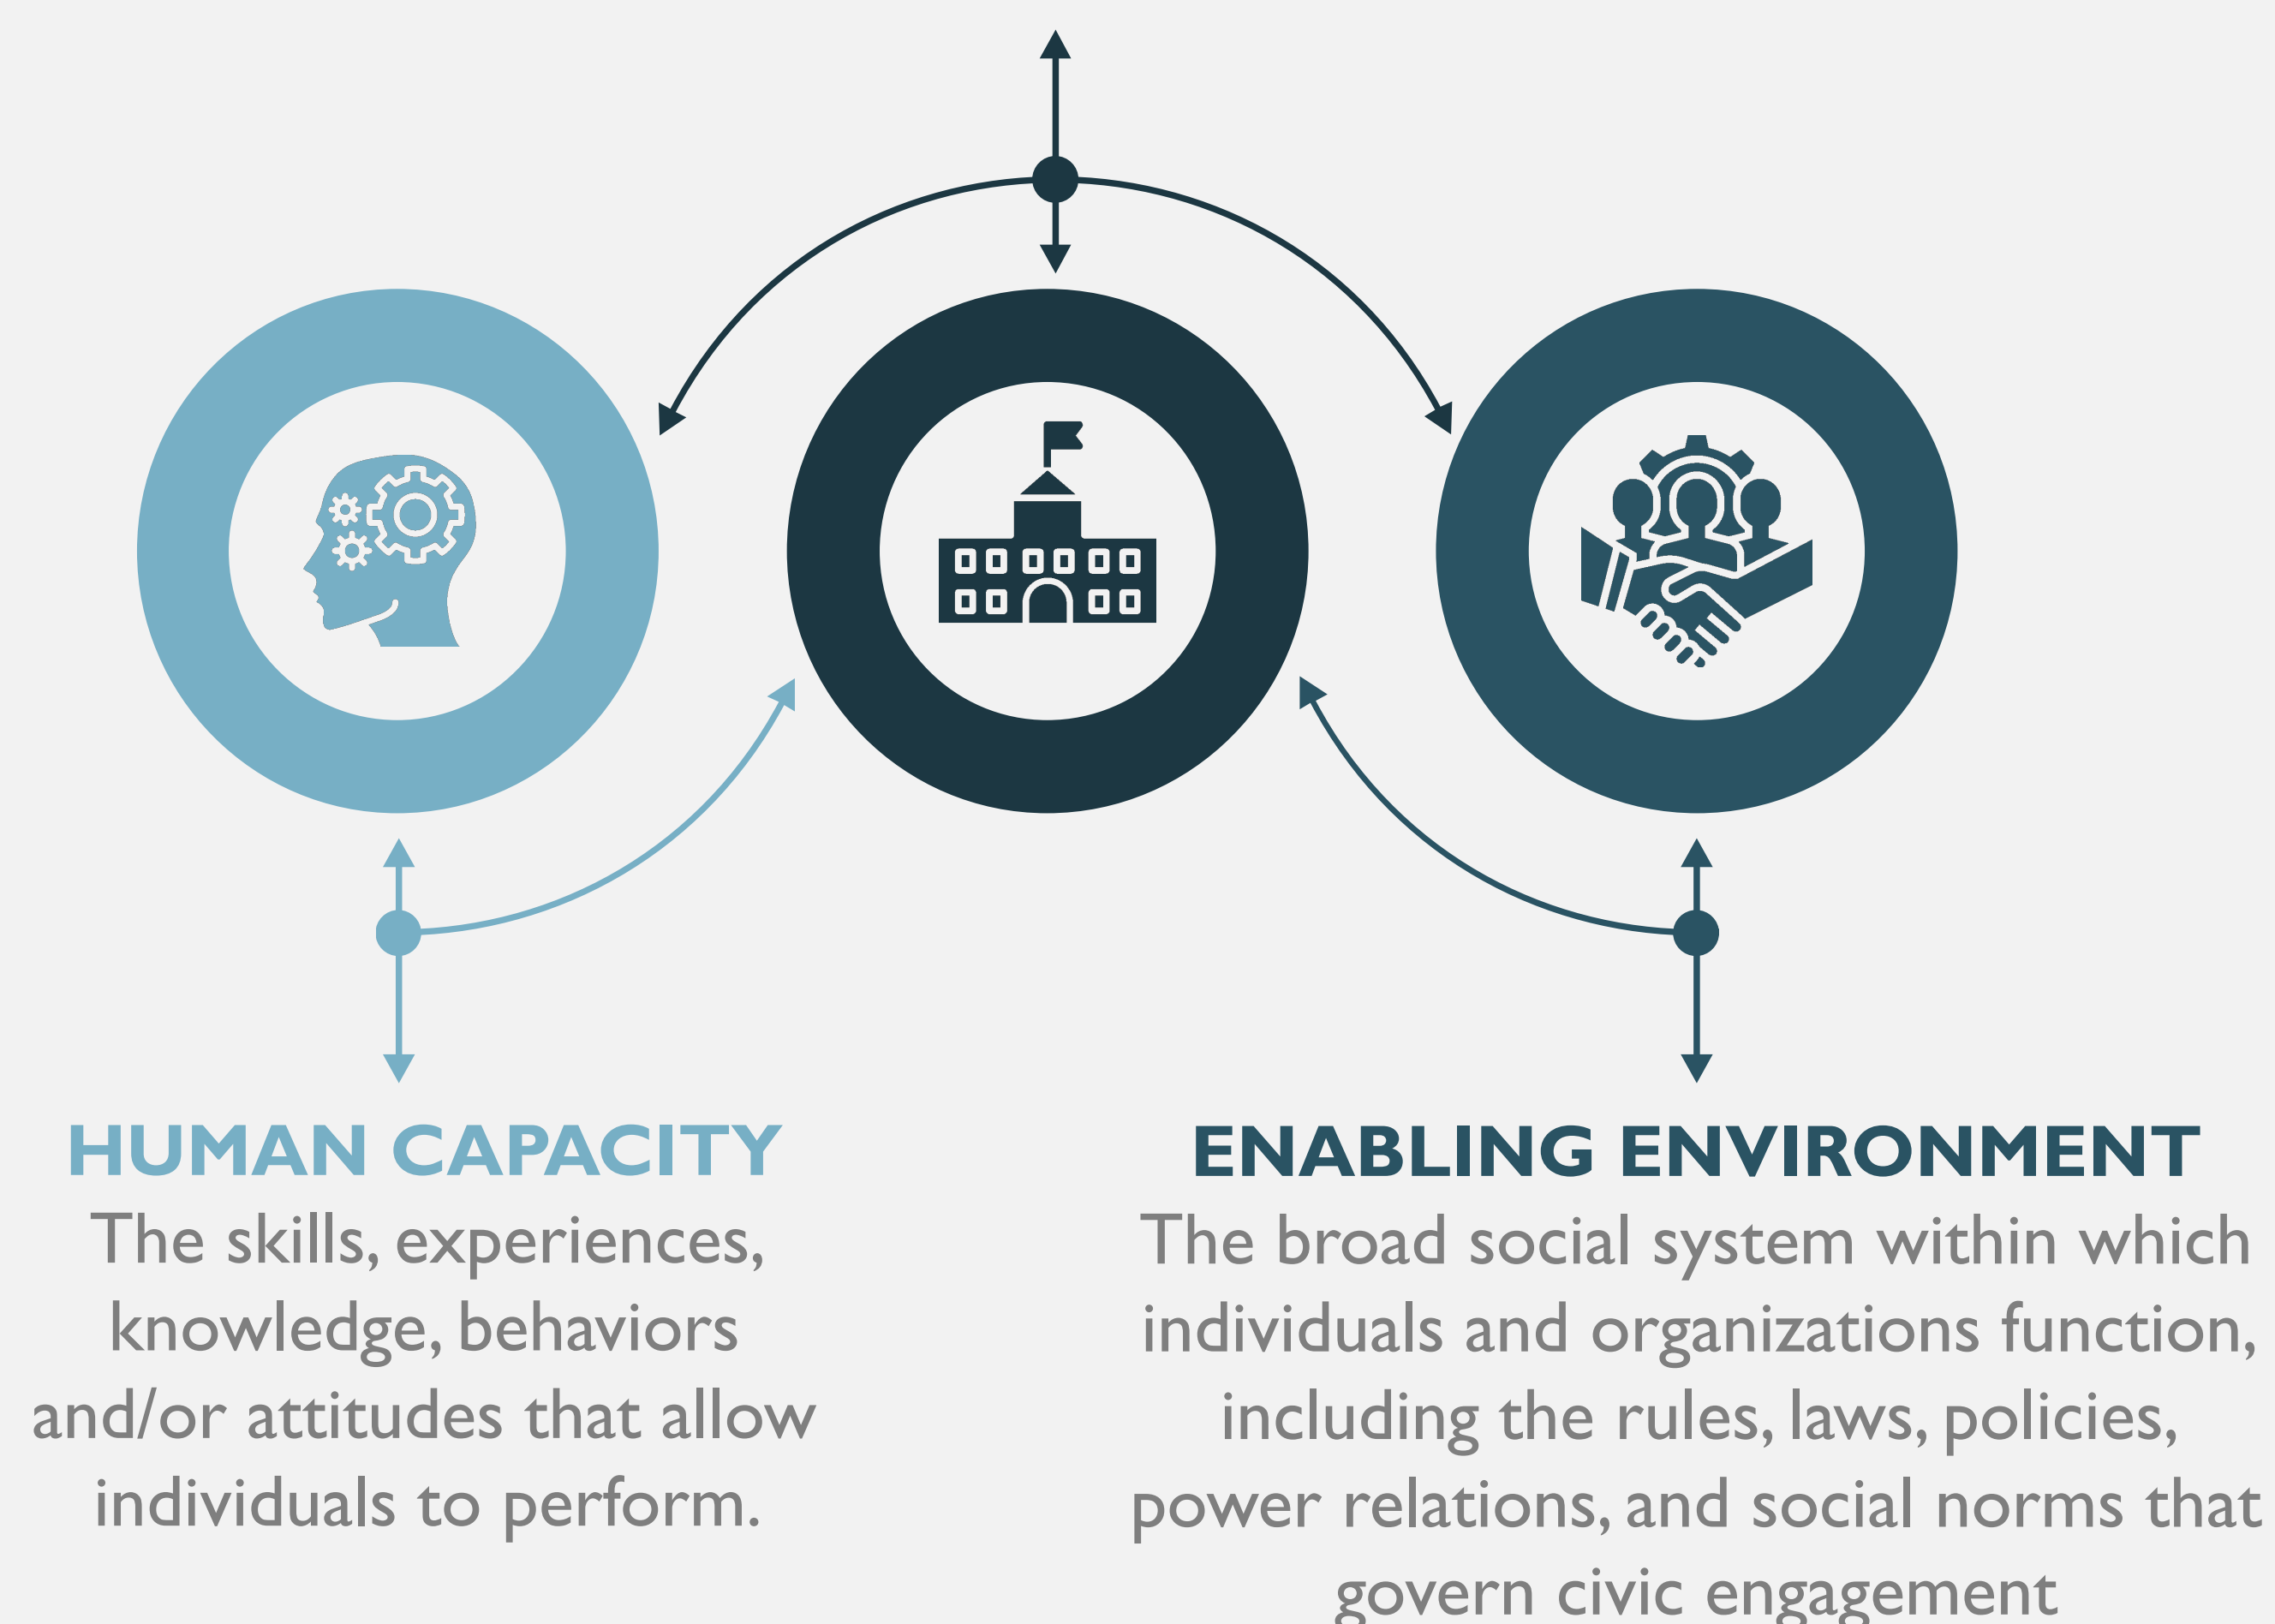 HUMAN CAPACITY
The skills, experiences,
knowledge, behaviors
and/or attitudes that allow
individuals to perform.
ENABLING ENVIRONMENT
The broad social system within which
individuals and organizations function,
including the rules, laws, policies,
power relations, and social norms that
govern civic engagement